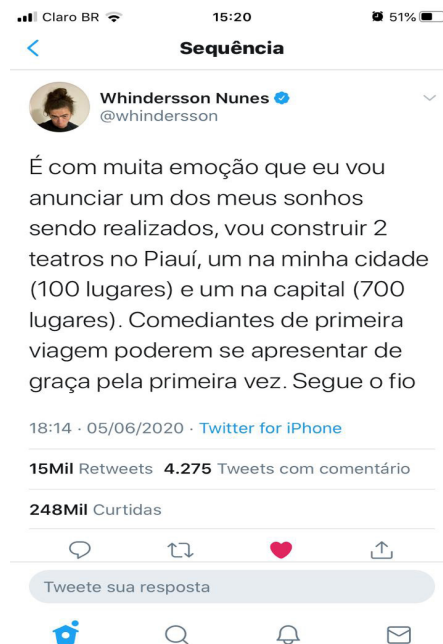 Claro BR 15:20 51%
Sequência
Whindersson Nunes
@whindersson
É com muita emoção que eu vou
anunciar um dos meus sonhos
sendo realizados, vou construir 2
teatros no Piauí, um na minha cidade
(100 lugares) e um na capital (700
lugares). Comediantes de primeira
viagem poderem se apresentar de
graça pela primeira vez. Segue o fio
18:14 · 05/06/2020 · Twitter for iPhone
15Mil Retweets 4.275 Tweets com comentário
248Mil Curtidas
Tweete sua resposta